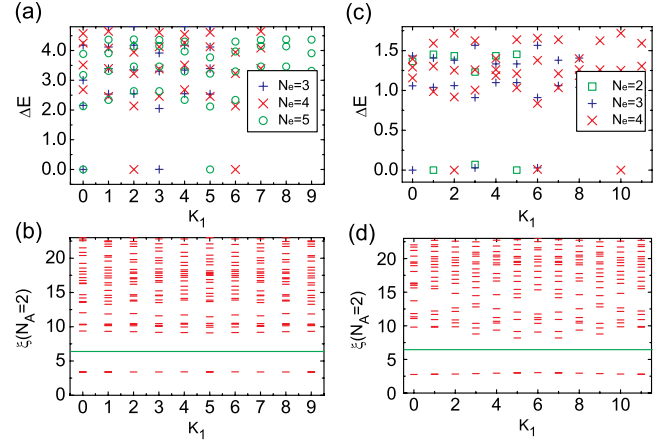 (a)
4.0
3.0
2.0
1.0
0.0
ΔE
Nₑ=3
Nₑ=4
Nₑ=5
0 1 2 3 4 5 6 7 8 9
K₁
(c)
1.5
1.0
0.5
0.0
ΔE
Nₑ=2
Nₑ=3
Nₑ=4
0 2 4 6 8 10
K₁
(b)
20
15
10
5
0
ξ(N_A=2)
0 1 2 3 4 5 6 7 8 9
K₁
(d)
20
15
10
5
0
ξ(N_A=2)
0 2 4 6 8 10
K₁